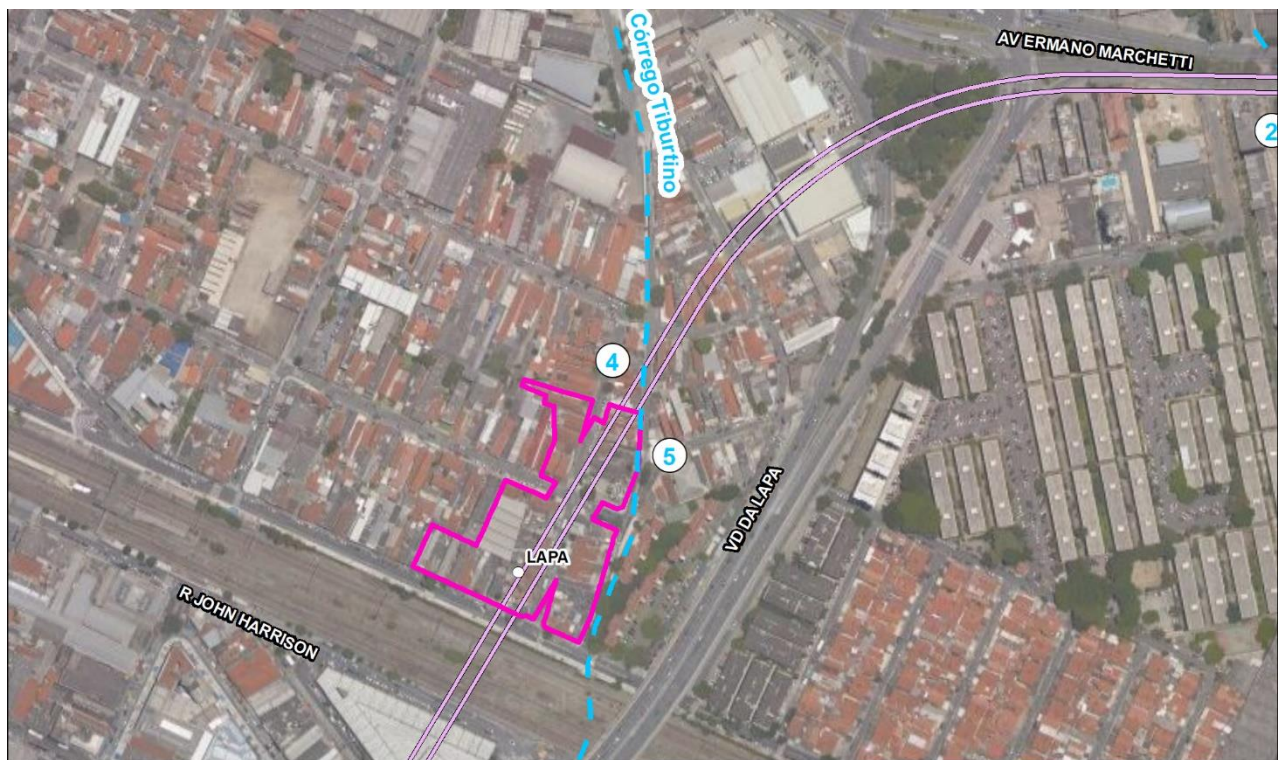 Córrego Tiburtino
AV ERMANO MARCHETTI
2
4
5
VD DA LAPA
LAPA
R JOHN HARRISON